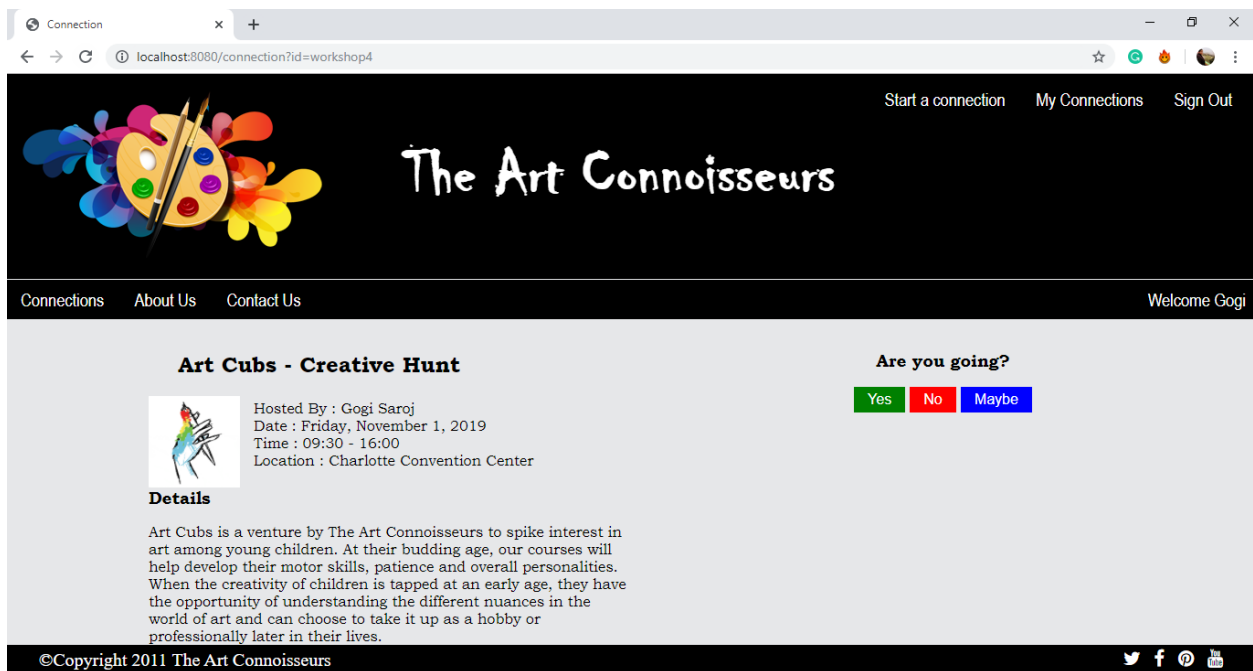 Connection
localhost:8080/connection?id=workshop4
Start a connection My Connections Sign Out
The Art Connoisseurs
Connections About Us Contact Us Welcome Gogi
Art Cubs - Creative Hunt
Hosted By : Gogi Saroj
Date : Friday, November 1, 2019
Time : 09:30 - 16:00
Location : Charlotte Convention Center
Details
Art Cubs is a venture by The Art Connoisseurs to spike interest in
art among young children. At their budding age, our courses will
help develop their motor skills, patience and overall personalities.
When the creativity of children is tapped at an early age, they have
the opportunity of understanding the different nuances in the
world of art and can choose to take it up as a hobby or
professionally later in their lives.
Are you going?
Yes No Maybe
©Copyright 2011 The Art Connoisseurs
You Tube